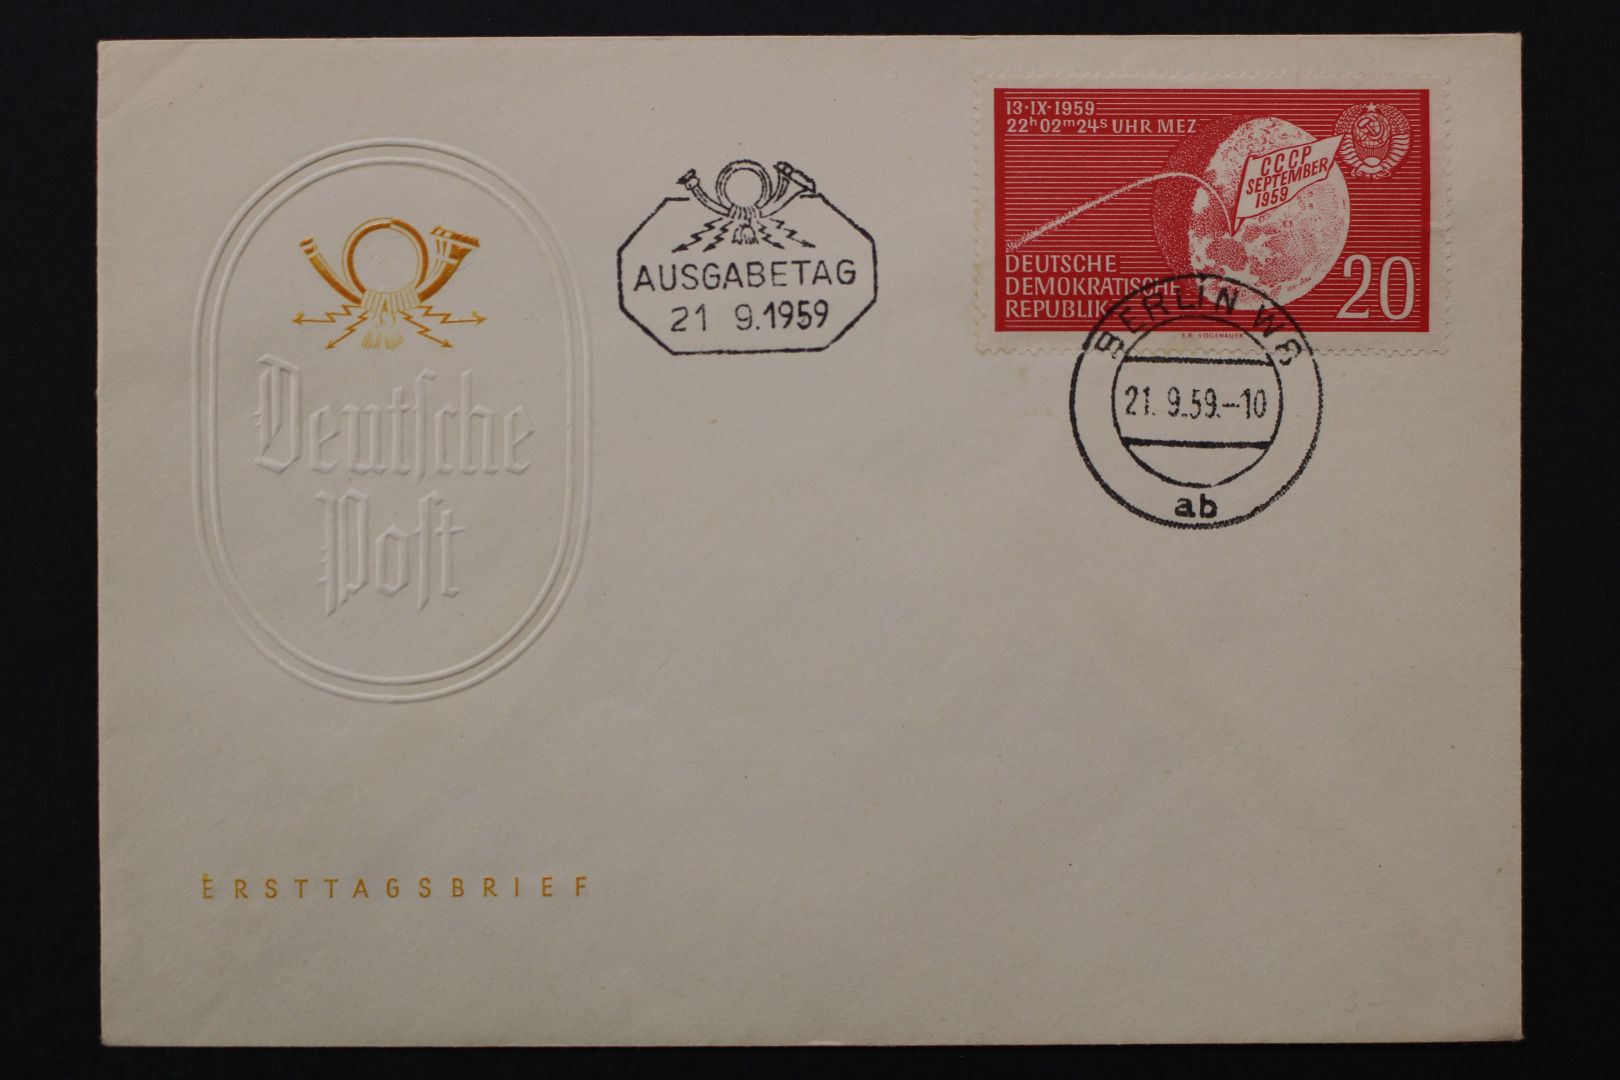 Deutsche
Post
ERSTTAGSBRIEF
AUSGABETAG
21 9.1959
13·IX·1959
22ʰ02ᵐ24ˢ UHR MEZ
CCCP
SEPTEMBER
1959
DEUTSCHE
DEMOKRATISCHE
REPUBLIK
20
E.R. VOGENAUER
BERLIN W8
21. 9.59.–10
ab